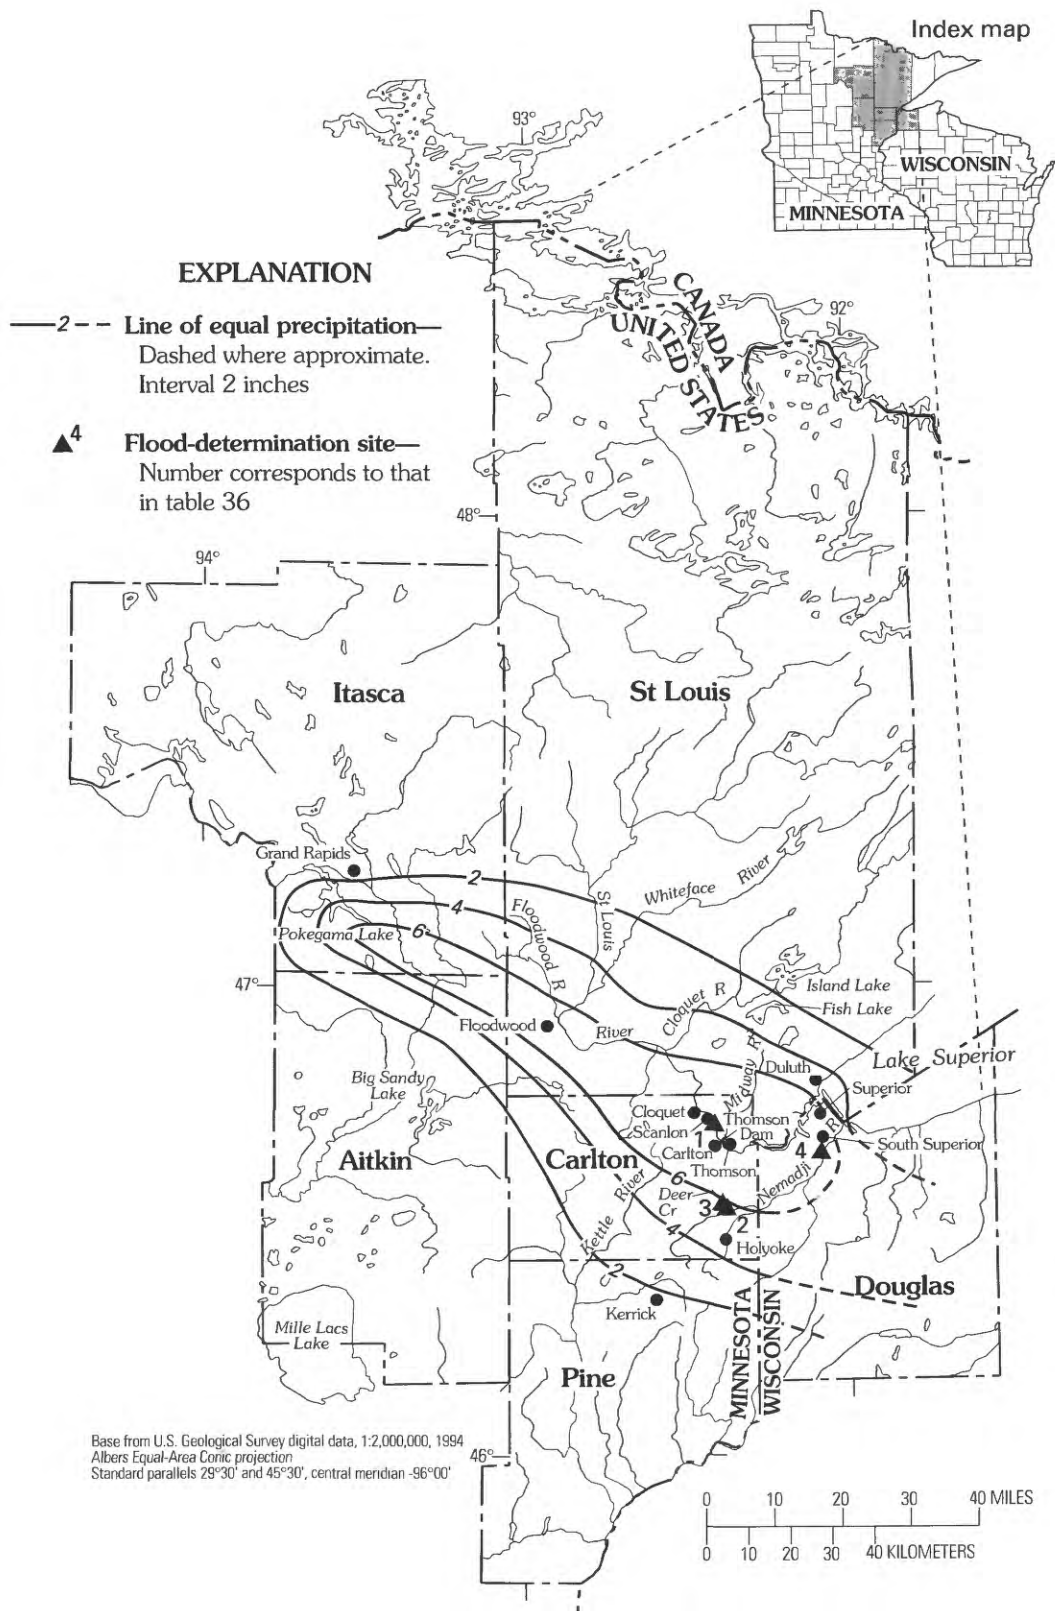 Index map
WISCONSIN
MINNESOTA
93°
EXPLANATION
2 Line of equal precipitation—
Dashed where approximate.
Interval 2 inches
4 Flood-determination site—
Number corresponds to that
in table 36
CANADA
UNITED STATES
92°
48°
94°
Itasca
St Louis
Grand Rapids
2
4
6
Pokegama Lake
Floodwood R
St Louis
River
Whiteface River
47°
Floodwood
Cloquet R
Island Lake
Fish Lake
Midway R
Duluth
Lake Superior
Superior
Big Sandy
Lake
Cloquet
Scanlon
1
Thomson
Dam
Carlton
Thomson
4
R
South Superior
Aitkin
Carlton
6
Nemadji
Deer
Cr
3
2
Kettle River
4
Holyoke
2
Kerrick
Douglas
MINNESOTA
WISCONSIN
Mille Lacs
Lake
Pine
46°
Base from U.S. Geological Survey digital data, 1:2,000,000, 1994
Albers Equal-Area Conic projection
Standard parallels 29°30' and 45°30', central meridian -96°00'
0 10 20 30 40 MILES
0 10 20 30 40 KILOMETERS